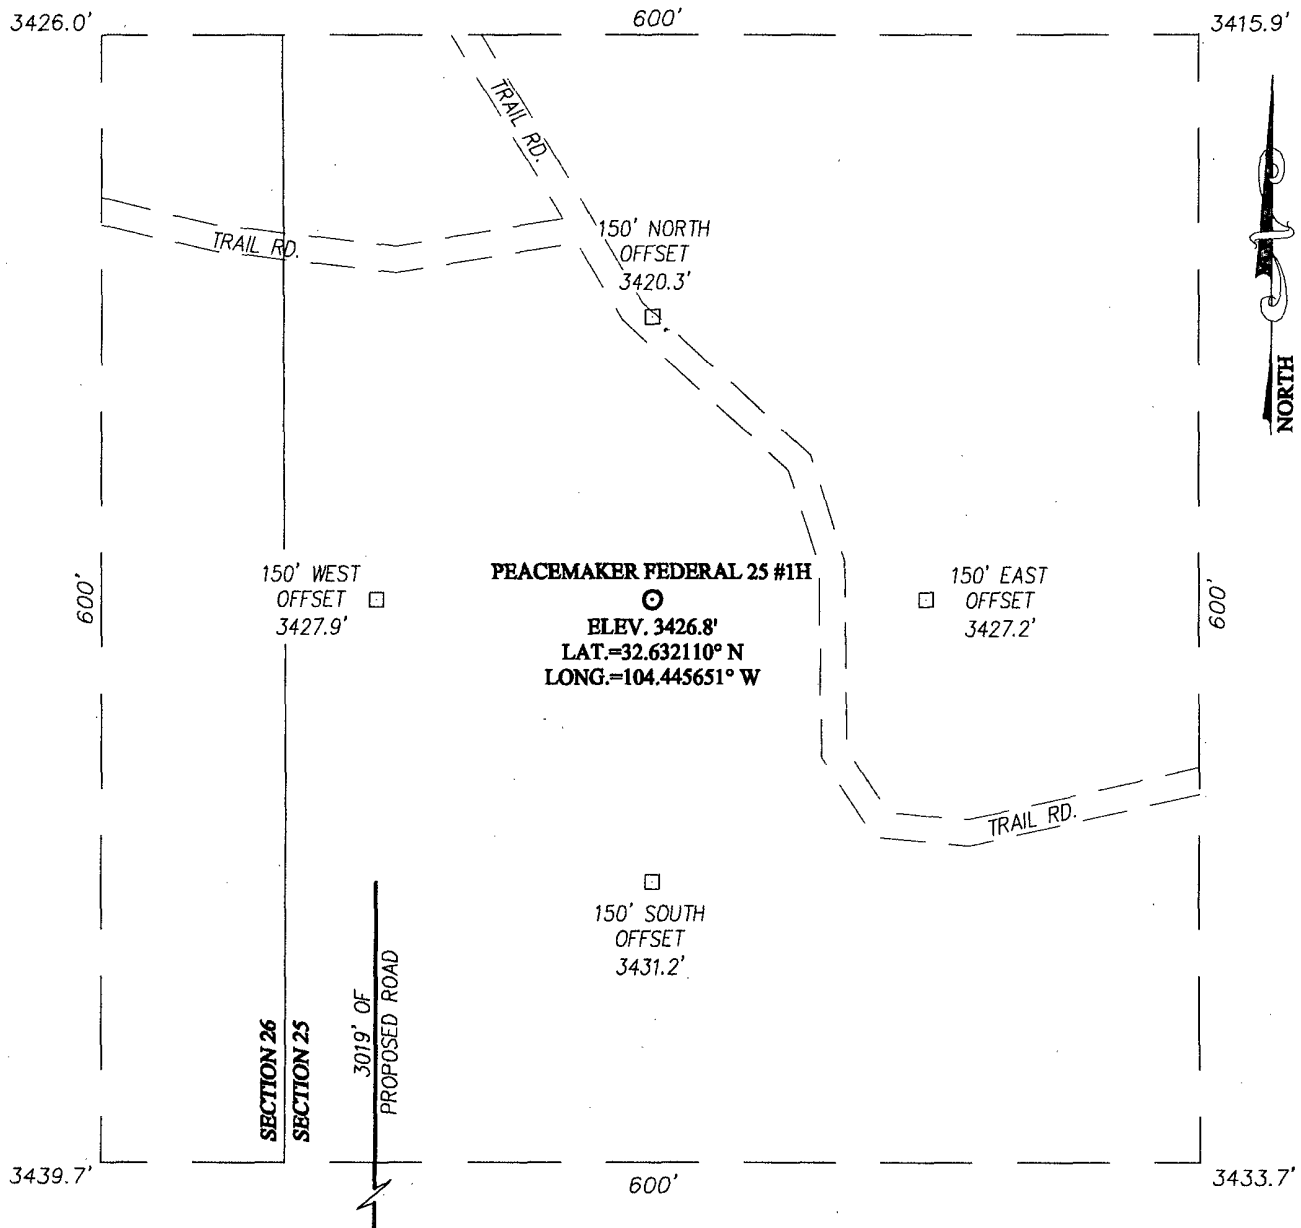 3426.0'
600'
3415.9'
TRAIL RD.
TRAIL RD.
150' NORTH
OFFSET
3420.3'
NORTH
600'
150' WEST
OFFSET
3427.9'
PEACEMAKER FEDERAL 25 #1H
ELEV. 3426.8'
LAT.=32.632110° N
LONG.=104.445651° W
150' EAST
OFFSET
3427.2'
600'
TRAIL RD.
150' SOUTH
OFFSET
3431.2'
SECTION 26
SECTION 25
3019' OF
PROPOSED ROAD
3439.7'
600'
3433.7'